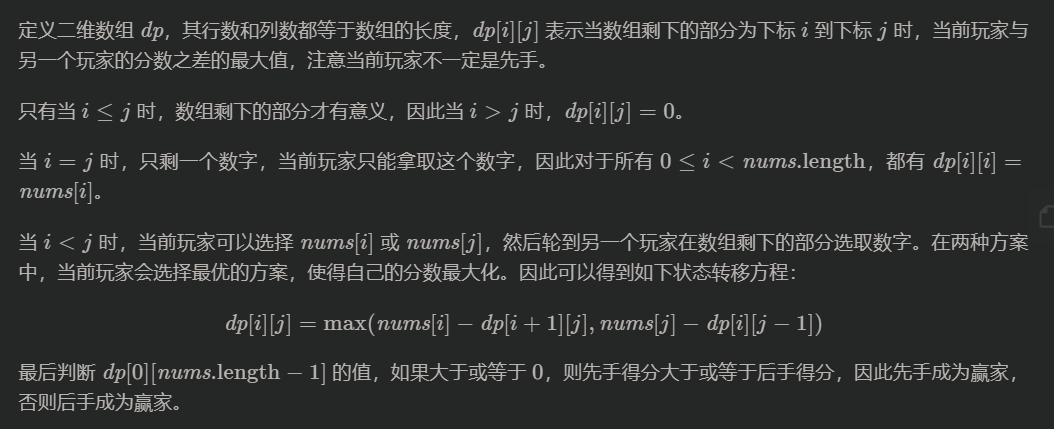 定义二维数组 dp，其行数和列数都等于数组的长度，dp[i][j] 表示当数组剩下的部分为下标 i 到下标 j 时，当前玩家与
另一个玩家的分数之差的最大值，注意当前玩家不一定是先手。
只有当 i ≤ j 时，数组剩下的部分才有意义，因此当 i > j 时，dp[i][j] = 0。
当 i = j 时，只剩一个数字，当前玩家只能拿取这个数字，因此对于所有 0 ≤ i < nums.length，都有 dp[i][i] =
nums[i]。
当 i < j 时，当前玩家可以选择 nums[i] 或 nums[j]，然后轮到另一个玩家在数组剩下的部分选取数字。在两种方案
中，当前玩家会选择最优的方案，使得自己的分数最大化。因此可以得到如下状态转移方程：
dp[i][j] = max(nums[i] − dp[i + 1][j], nums[j] − dp[i][j − 1])
最后判断 dp[0][nums.length − 1] 的值，如果大于或等于 0，则先手得分大于或等于后手得分，因此先手成为赢家，
否则后手成为赢家。